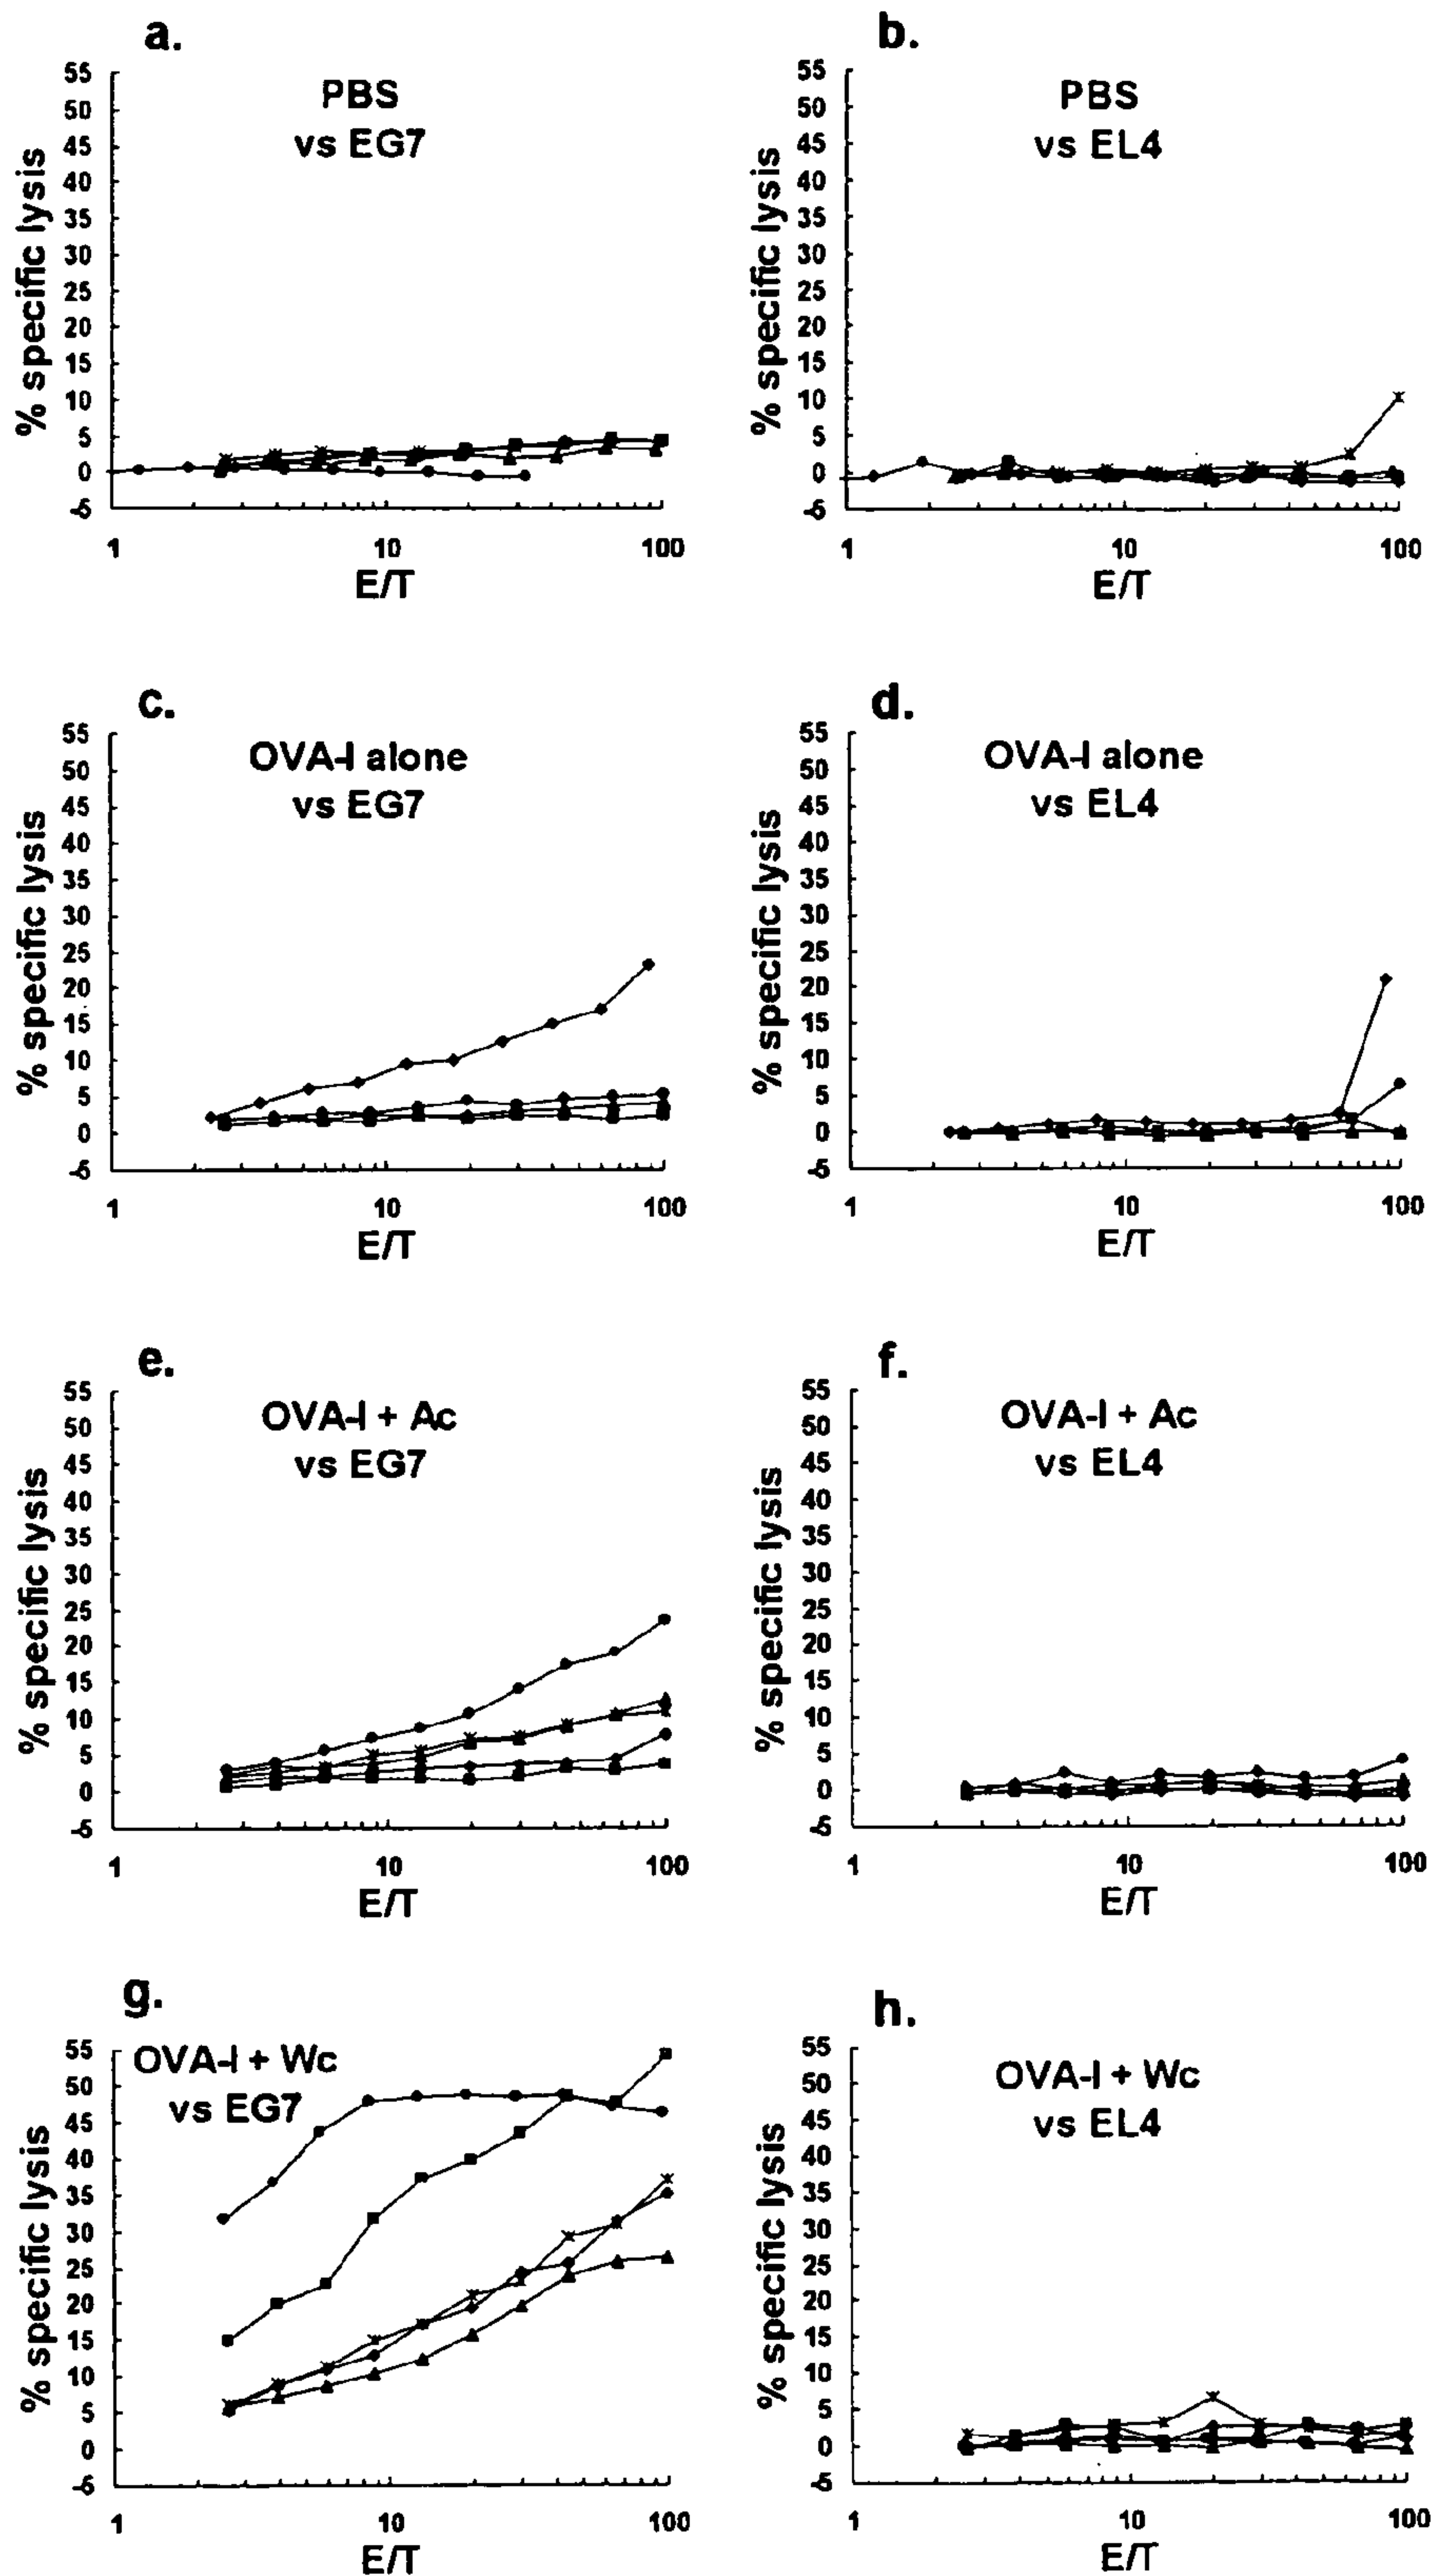 a.
PBS
vs EG7
% specific lysis
55
50
45
40
35
30
25
20
15
10
5
0
-5
1 10 100
E/T
b.
PBS
vs EL4
% specific lysis
55
50
45
40
35
30
25
20
15
10
5
0
-5
1 10 100
E/T
c.
OVA-I alone
vs EG7
% specific lysis
55
50
45
40
35
30
25
20
15
10
5
0
-5
1 10 100
E/T
d.
OVA-I alone
vs EL4
% specific lysis
55
50
45
40
35
30
25
20
15
10
5
0
-5
1 10 100
E/T
e.
OVA-I + Ac
vs EG7
% specific lysis
55
50
45
40
35
30
25
20
15
10
5
0
-5
1 10 100
E/T
f.
OVA-I + Ac
vs EL4
% specific lysis
55
50
45
40
35
30
25
20
15
10
5
0
-5
1 10 100
E/T
g.
OVA-I + Wc
vs EG7
% specific lysis
55
50
45
40
35
30
25
20
15
10
5
0
-5
1 10 100
E/T
h.
OVA-I + Wc
vs EL4
% specific lysis
55
50
45
40
35
30
25
20
15
10
5
0
-5
1 10 100
E/T